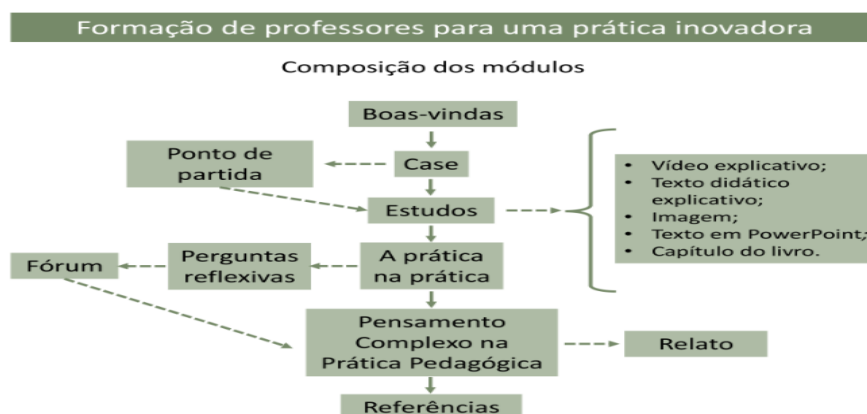 Formação de professores para uma prática inovadora
Composição dos módulos
Boas-vindas
Ponto de
partida
Case
Estudos
• Vídeo explicativo;
• Texto didático
explicativo;
• Imagem;
• Texto em PowerPoint;
• Capítulo do livro.
Fórum
Perguntas
reflexivas
A prática
na prática
Pensamento
Complexo na
Prática Pedagógica
Relato
Referências